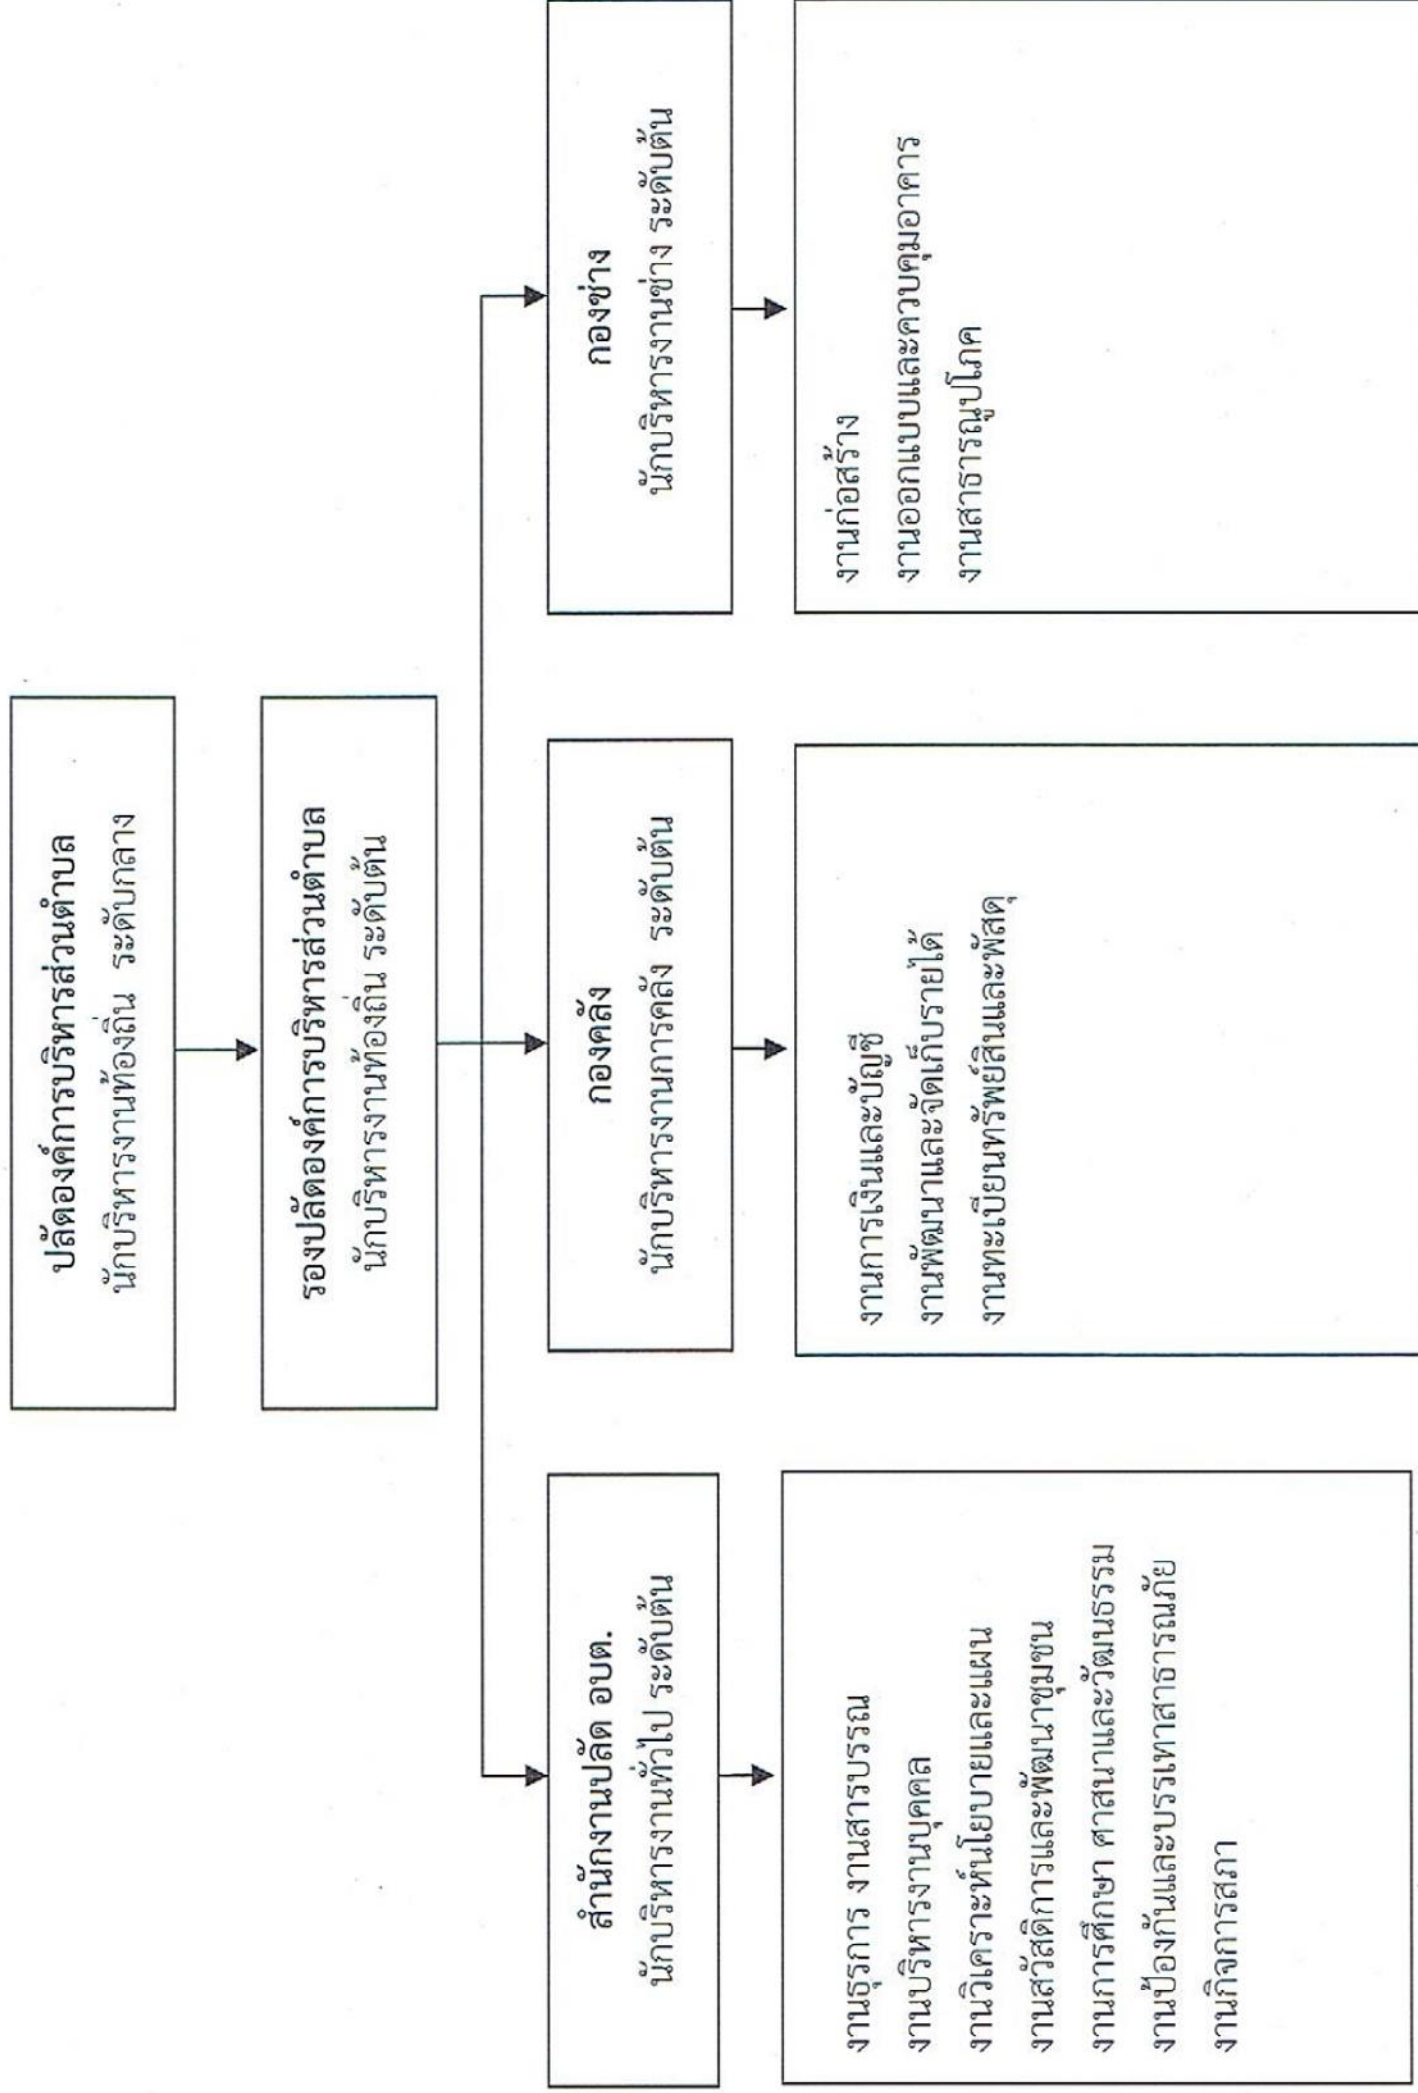 ปลัดองค์การบริหารส่วนตำบล
นักบริหารงานท้องถิ่น ระดับกลาง
รองปลัดองค์การบริหารส่วนตำบล
นักบริหารงานท้องถิ่น ระดับต้น
สำนักงานปลัด อบต.
นักบริหารงานทั่วไป ระดับต้น
งานธุรการ งานสารบรรณ
งานบริหารงานบุคคล
งานวิเคราะห์นโยบายและแผน
งานสวัสดิการและพัฒนาชุมชน
งานการศึกษา ศาสนาและวัฒนธรรม
งานป้องกันและบรรเทาสาธารณภัย
งานกิจการสภา
กองคลัง
นักบริหารงานการคลัง ระดับต้น
งานการเงินและบัญชี
งานพัฒนาและจัดเก็บรายได้
งานทะเบียนทรัพย์สินและพัสดุ
กองช่าง
นักบริหารงานช่าง ระดับต้น
งานก่อสร้าง
งานออกแบบและควบคุมอาคาร
งานสาธารณูปโภค